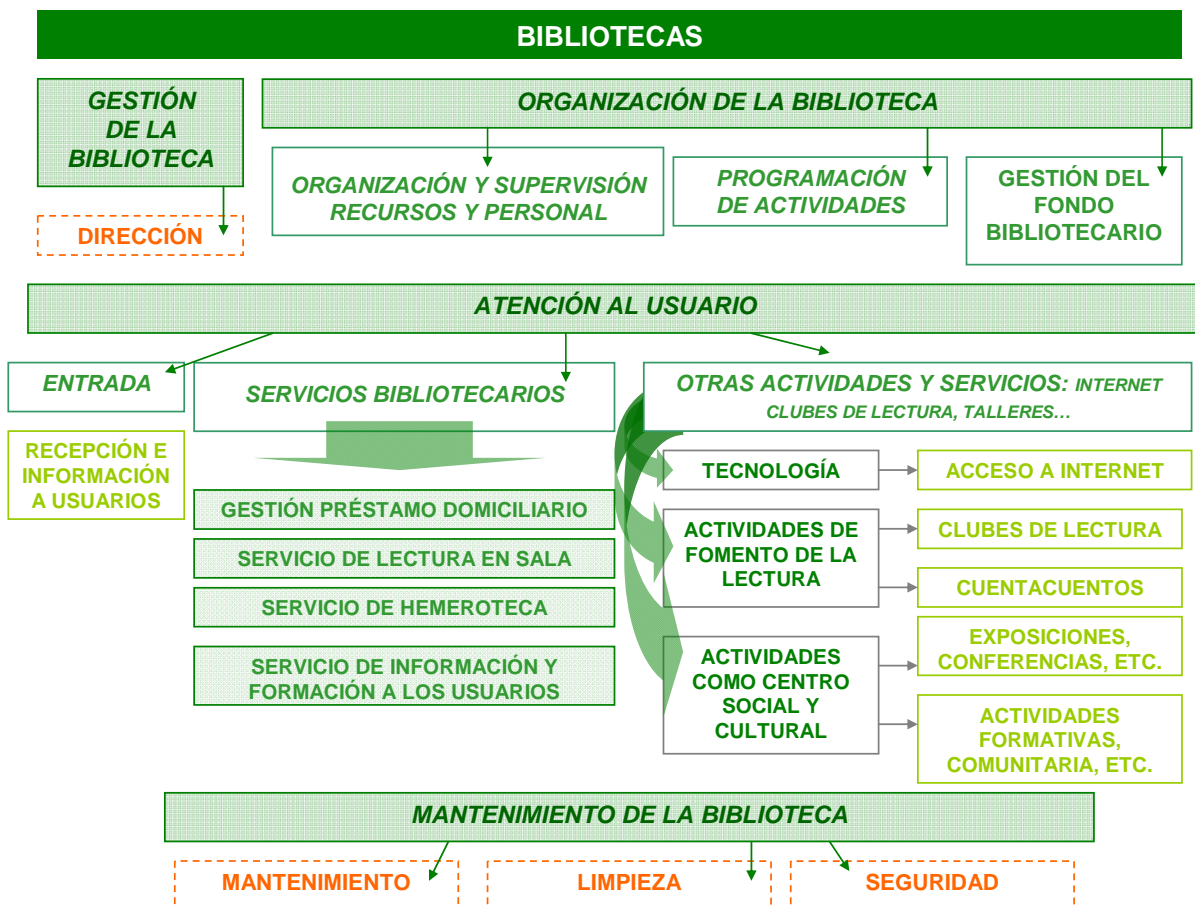 BIBLIOTECAS
GESTIÓN
DE LA
BIBLIOTECA
DIRECCIÓN
ORGANIZACIÓN DE LA BIBLIOTECA
ORGANIZACIÓN Y SUPERVISIÓN
RECURSOS Y PERSONAL
PROGRAMACIÓN
DE ACTIVIDADES
GESTIÓN DEL
FONDO
BIBLIOTECARIO
ATENCIÓN AL USUARIO
ENTRADA
RECEPCIÓN E
INFORMACIÓN
A USUARIOS
SERVICIOS BIBLIOTECARIOS
GESTIÓN PRÉSTAMO DOMICILIARIO
SERVICIO DE LECTURA EN SALA
SERVICIO DE HEMEROTECA
SERVICIO DE INFORMACIÓN Y
FORMACIÓN A LOS USUARIOS
OTRAS ACTIVIDADES Y SERVICIOS: INTERNET
CLUBES DE LECTURA, TALLERES…
TECNOLOGÍA
ACCESO A INTERNET
ACTIVIDADES DE
FOMENTO DE LA
LECTURA
CLUBES DE LECTURA
CUENTACUENTOS
ACTIVIDADES
COMO CENTRO
SOCIAL Y
CULTURAL
EXPOSICIONES,
CONFERENCIAS, ETC.
ACTIVIDADES
FORMATIVAS,
COMUNITARIA, ETC.
MANTENIMIENTO DE LA BIBLIOTECA
MANTENIMIENTO
LIMPIEZA
SEGURIDAD